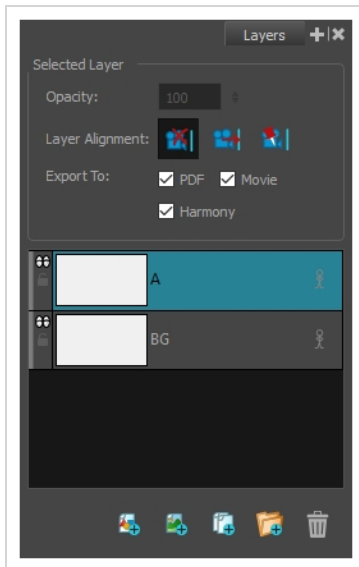 Layers
Selected Layer
Opacity: 100
Layer Alignment:
Export To: PDF Movie
Harmony
A
BG